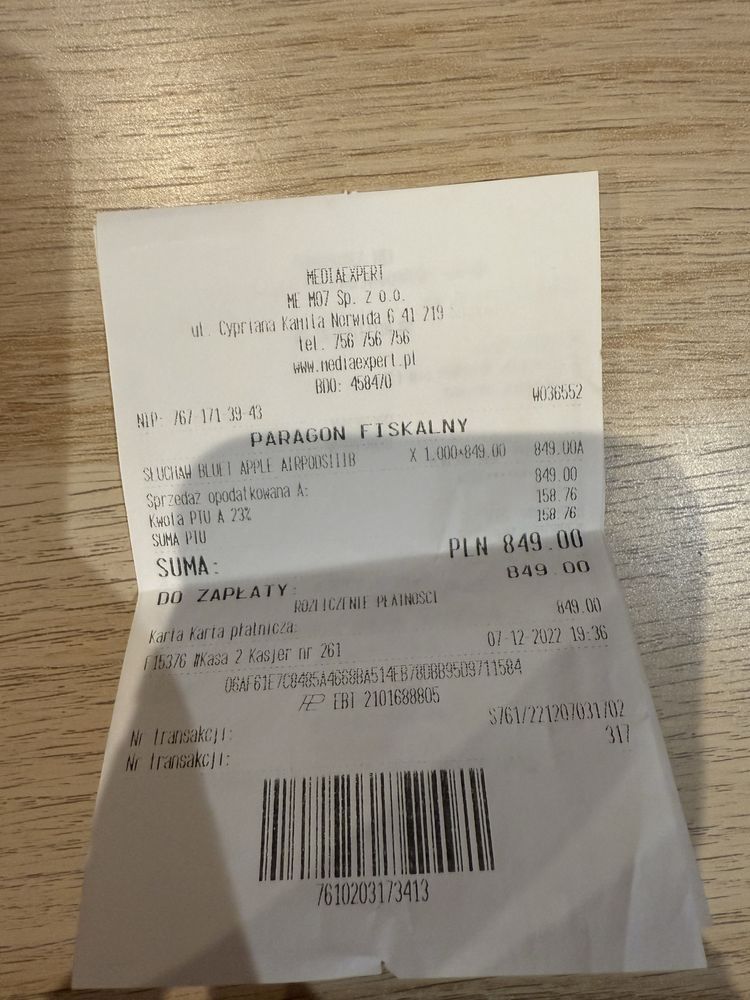 MEDIAEXPERT
ME M07 Sp. z o.o.
ul. Cypriana Kamila Norwida 6 41 219
tel. 756 756 756
www.mediaexpert.pl
BDO: 458470
NIP: 767-171-39-43 W036552
PARAGON FISKALNY
SŁUCHAW BLUET APPLE AIRPODSIIIB X 1.000×849.00 849.00A
Sprzedaż opodatkowana A: 849.00
Kwota PTU A 23% 158.76
SUMA PTU 158.76
SUMA: PLN 849.00
DO ZAPŁATY: 849.00
ROZLICZENIE PŁATNOŚCI
Karta Karta płatnicza: 849.00
F15376 #Kasa 2 Kasjer nr 261 07-12-2022 19:36
06AF61E7C8485A4668BA514FB78DBB95D9711584
EBT 2101688805
Nr transakcji: S761/221207031/02
Nr transakcji: 317
7610203173413